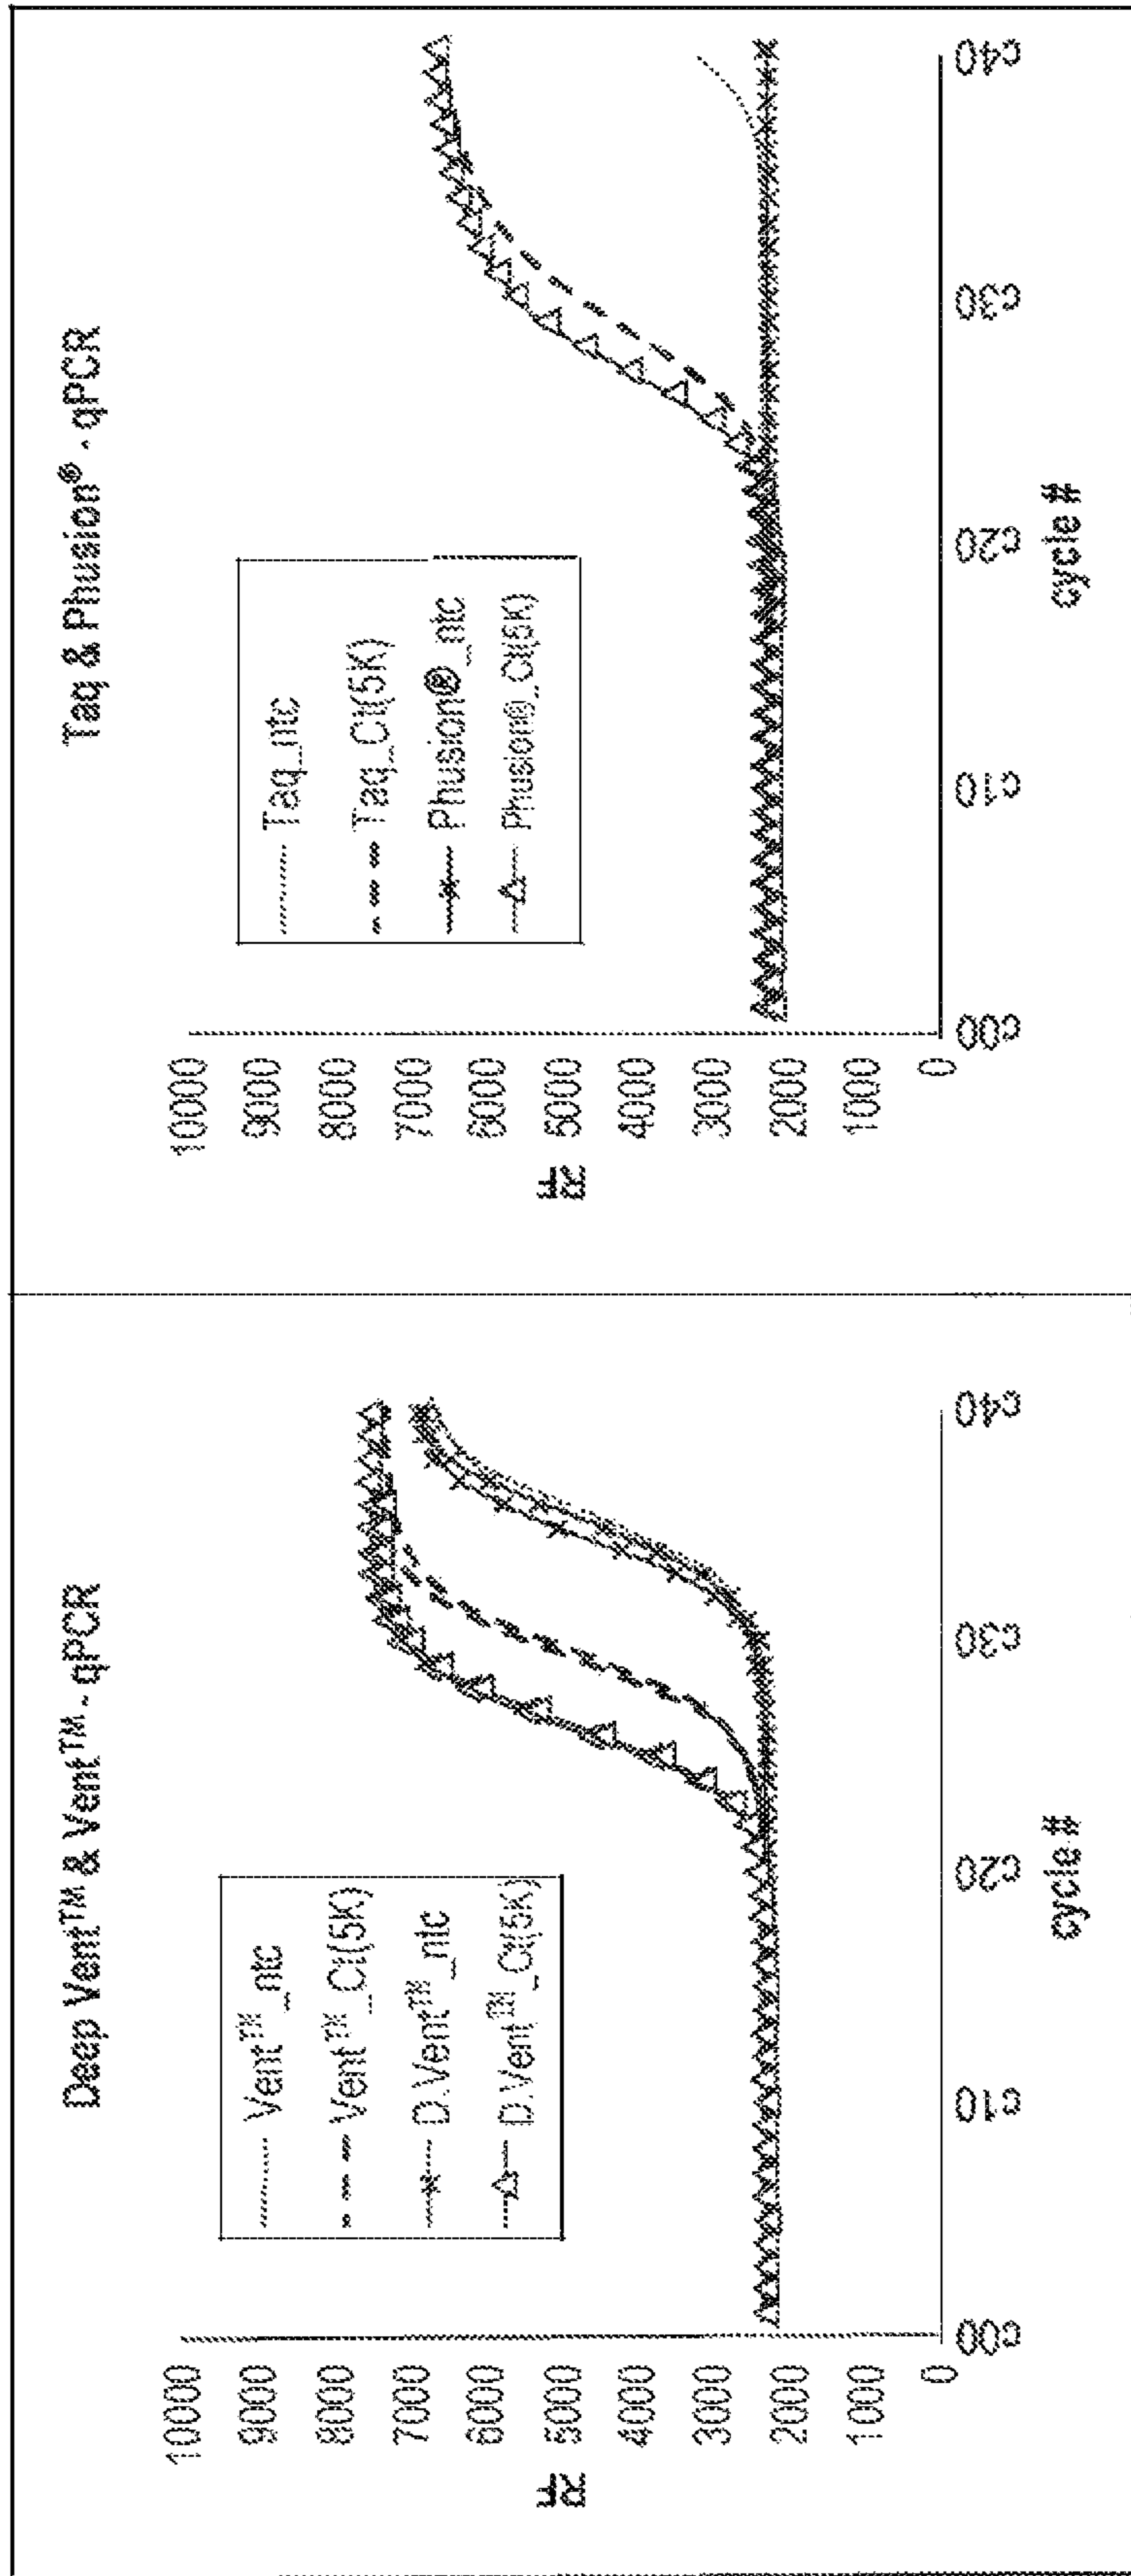 Deep Vent™ & Vent™ - qPCR
Vent™_ntc
Vent™_Ct(5K)
D.Vent™_ntc
D.Vent™_Ct(5K)
Rn
10000
9000
8000
7000
6000
5000
4000
3000
2000
1000
0
c00
c10
c20
c30
c40
cycle #
Taq & Phusion® - qPCR
Taq_ntc
Taq_Ct(5K)
Phusion®_ntc
Phusion®_Ct(5K)
Rn
10000
9000
8000
7000
6000
5000
4000
3000
2000
1000
0
c00
c10
c20
c30
c40
cycle #